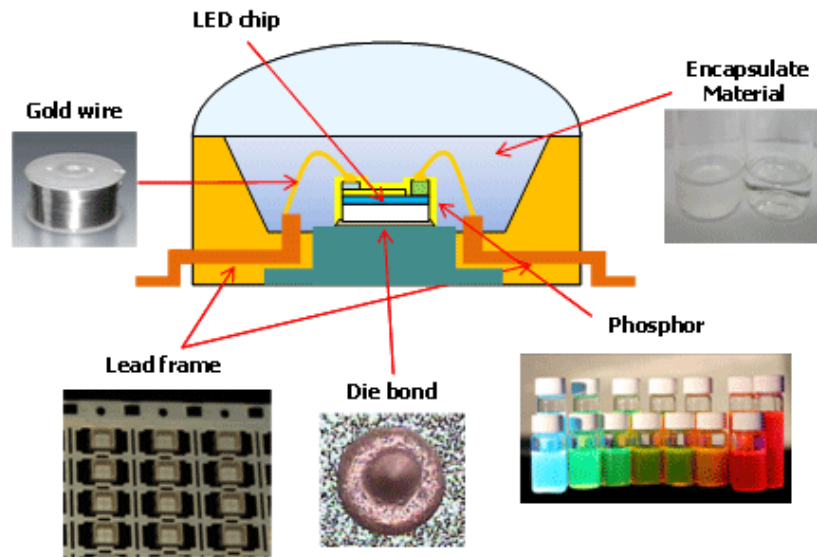 LED chip
Encapsulate
Material
Gold wire
Phosphor
Lead frame
Die bond